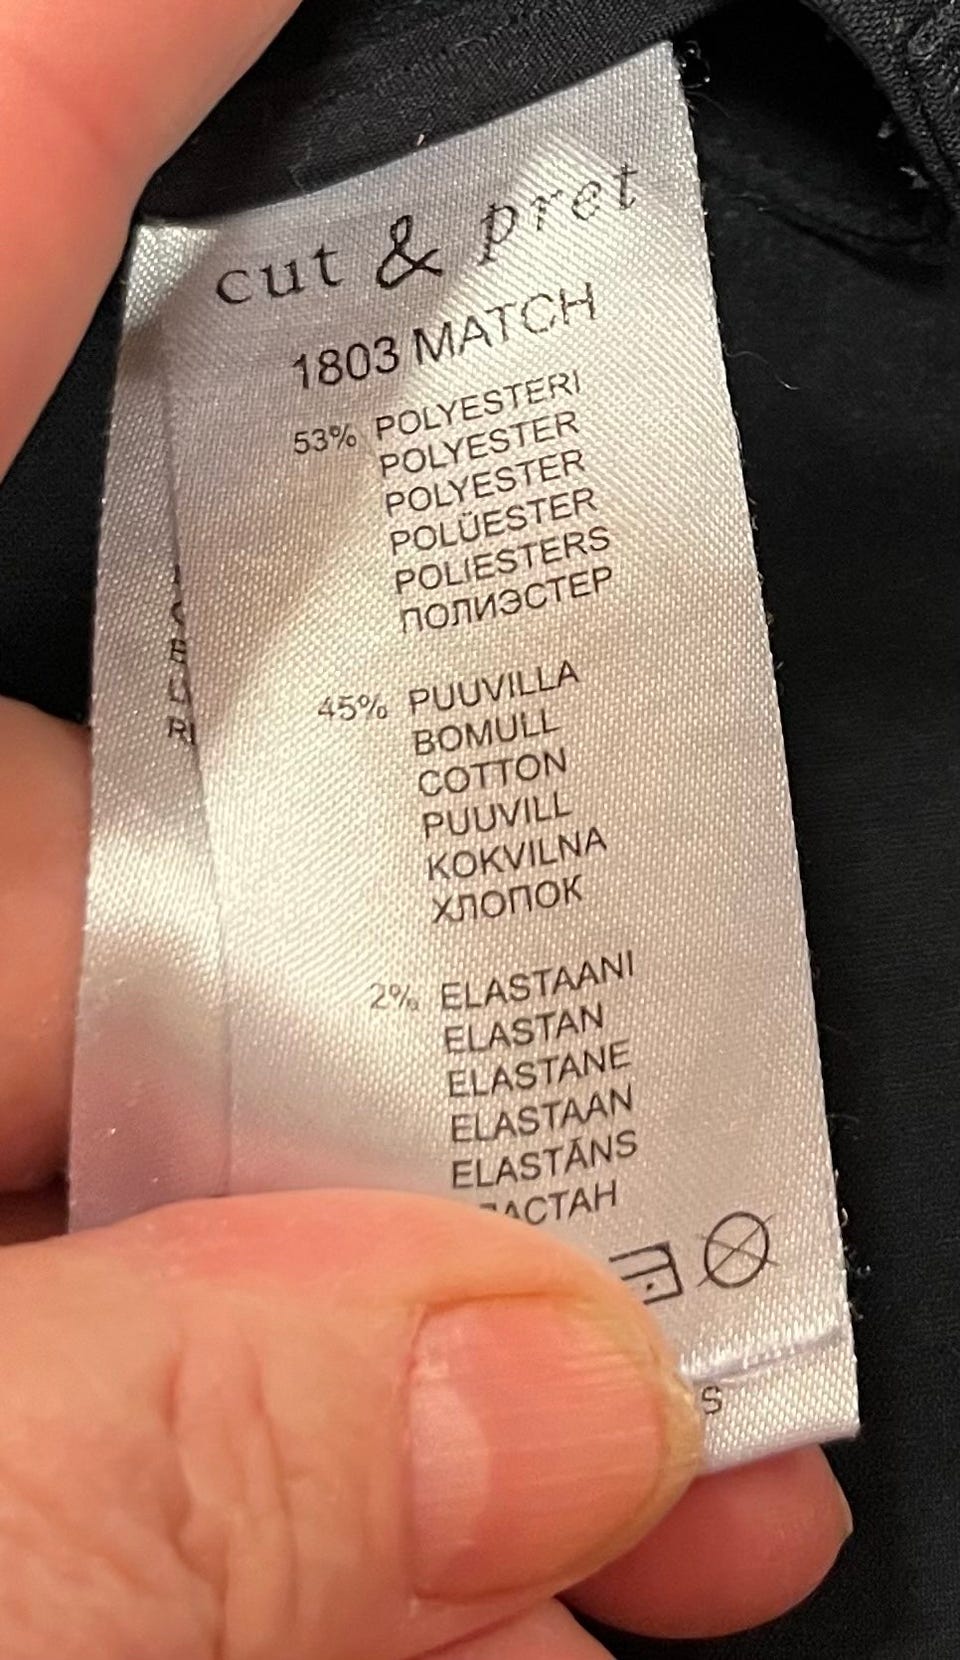 cut & pret
1803 MATCH
53% POLYESTERI
POLYESTER
POLYESTER
POLÜESTER
POLIESTERS
ПОЛИЭСТЕР
45% PUUVILLA
BOMULL
COTTON
PUUVILL
KOKVILNA
ХЛОПОК
2% ELASTAANI
ELASTAN
ELASTANE
ELASTAAN
ELASTĀNS
S